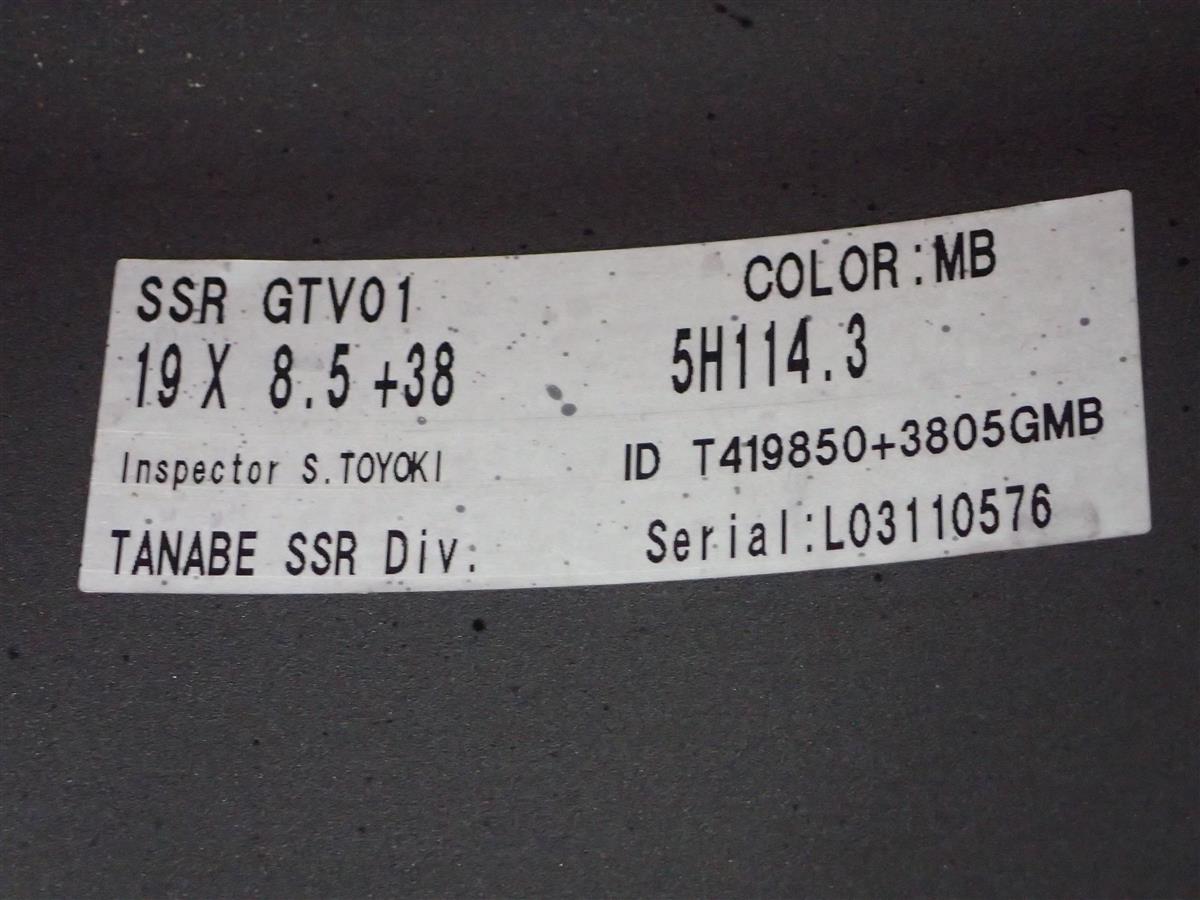 SSR GTV01 COLOR:MB
19 X 8.5 +38 5H114.3
Inspector S.TOYOKI ID T419850+3805GMB
TANABE SSR Div. Serial:L03110576